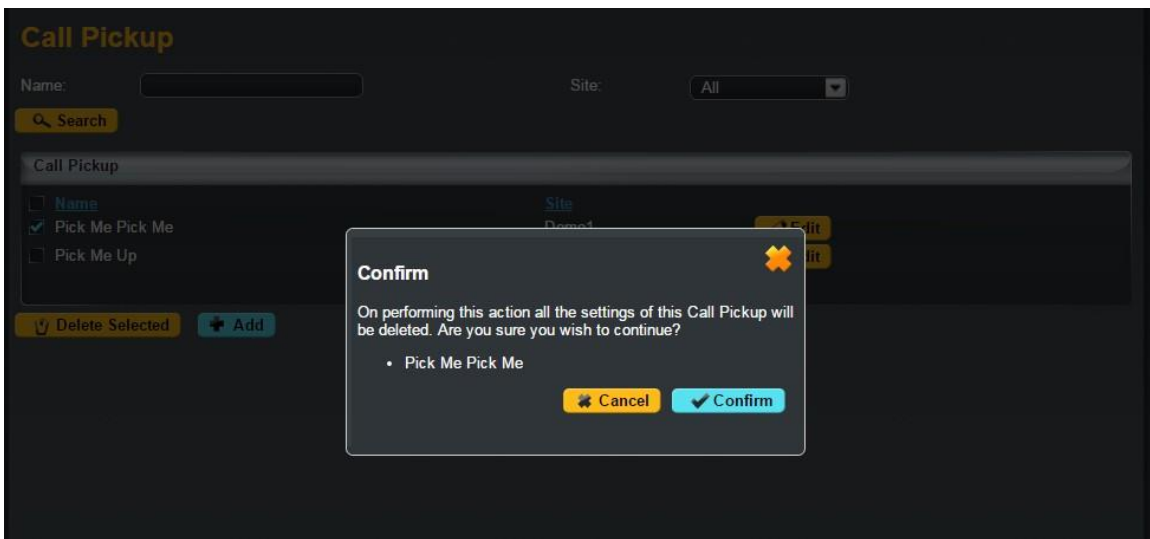 Call Pickup
Name:
Site:
All
Search
Call Pickup
Name
Site
Pick Me Pick Me
Demo1
Edit
Pick Me Up
Confirm
On performing this action all the settings of this Call Pickup will
be deleted. Are you sure you wish to continue?
• Pick Me Pick Me
Cancel
Confirm
Delete Selected
Add